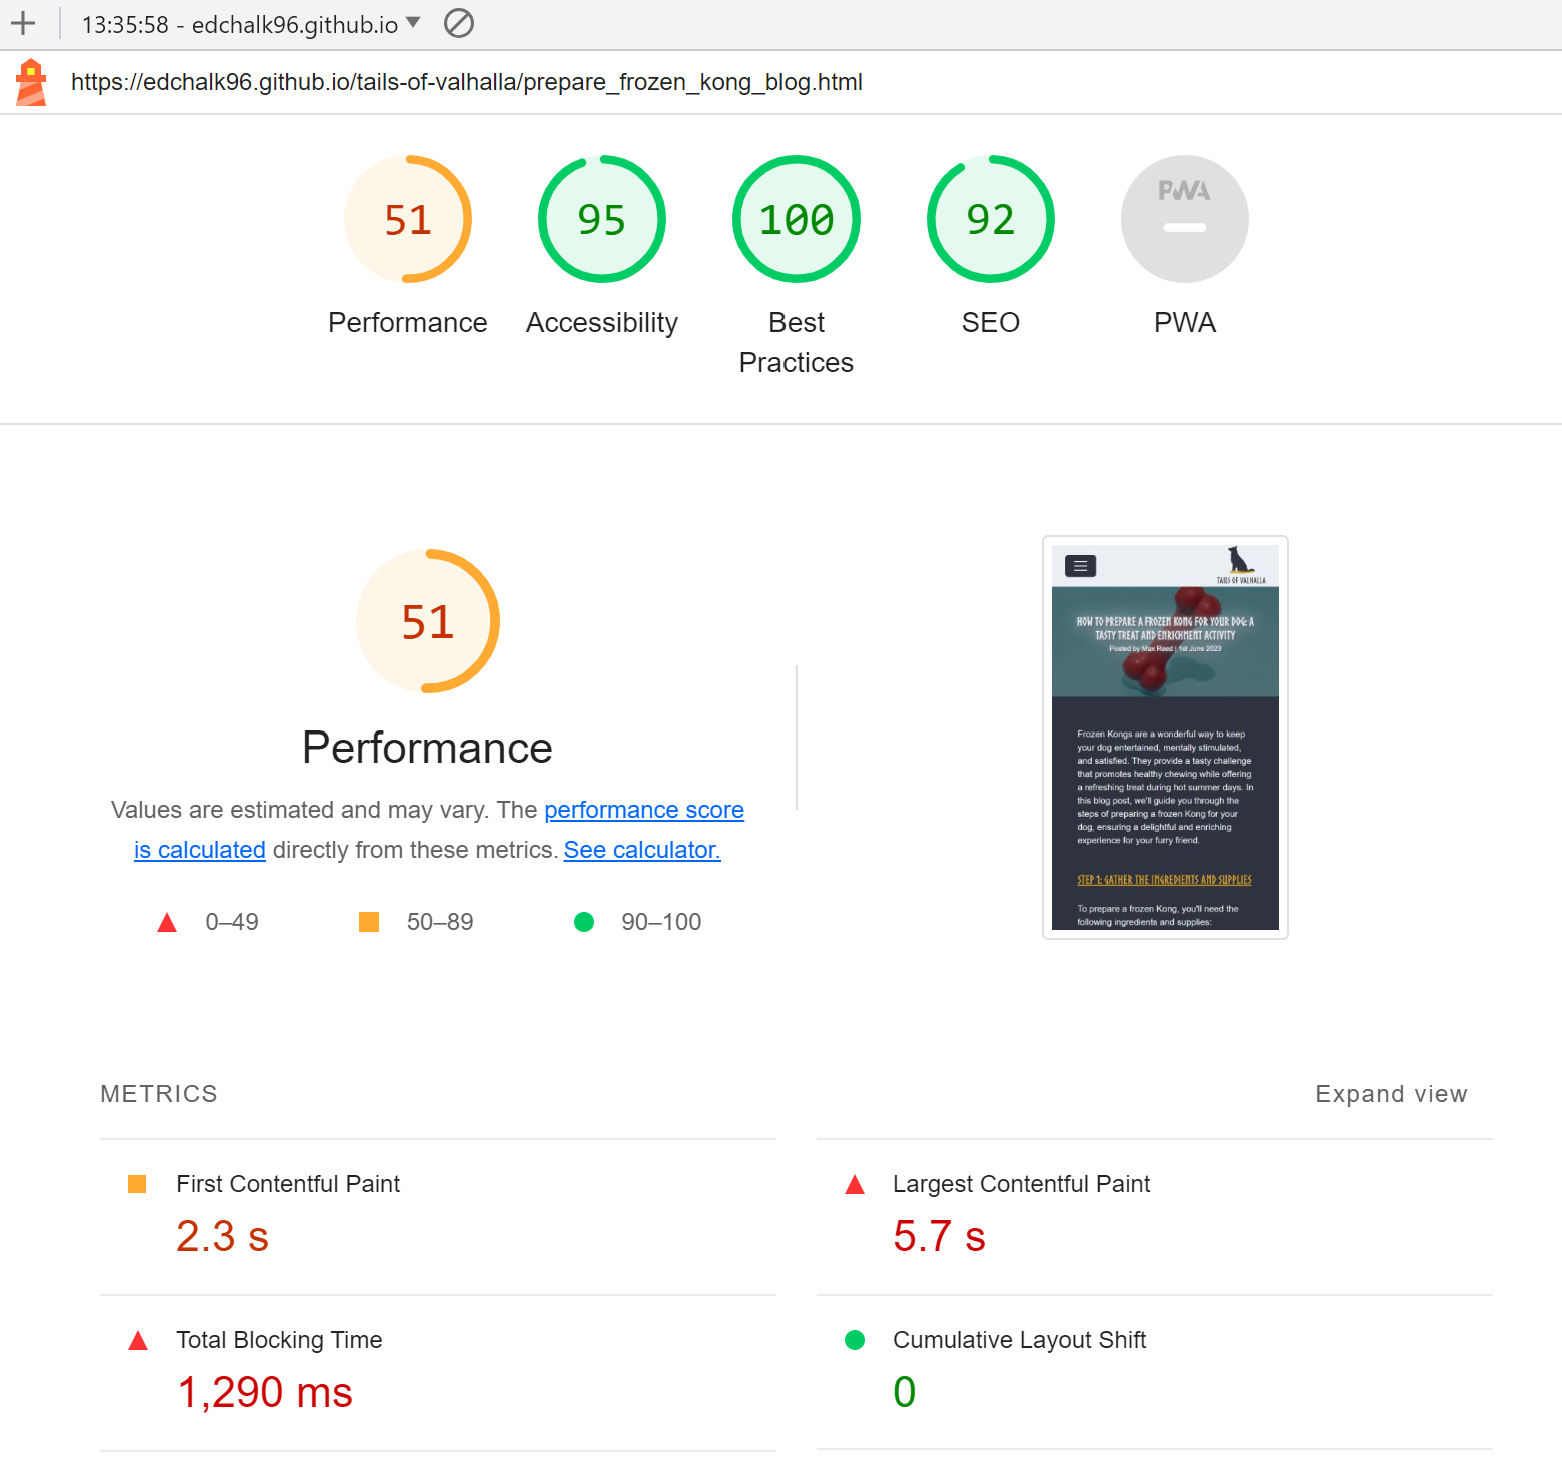 13:35:58 - edchalk96.github.io
https://edchalk96.github.io/tails-of-valhalla/prepare_frozen_kong_blog.html
51
95
100
92
PWA
Performance
Accessibility
Best
Practices
SEO
PWA
51
Performance
Values are estimated and may vary. The performance score
is calculated directly from these metrics. See calculator.
0–49
50–89
90–100
TAILS OF VALHALLA
HOW TO PREPARE A FROZEN KONG FOR YOUR DOG: A
TASTY TREAT AND ENRICHMENT ACTIVITY
Posted by Max Reed | 1st June 2023
Frozen Kongs are a wonderful way to keep
your dog entertained, mentally stimulated,
and satisfied. They provide a tasty challenge
that promotes healthy chewing while offering
a refreshing treat during hot summer days. In
this blog post, we'll guide you through the
steps of preparing a frozen Kong for your
dog, ensuring a delightful and enriching
experience for your furry friend.
STEP 1: GATHER THE INGREDIENTS AND SUPPLIES
To prepare a frozen Kong, you'll need the
following ingredients and supplies:
METRICS
Expand view
First Contentful Paint
2.3 s
Largest Contentful Paint
5.7 s
Total Blocking Time
1,290 ms
Cumulative Layout Shift
0